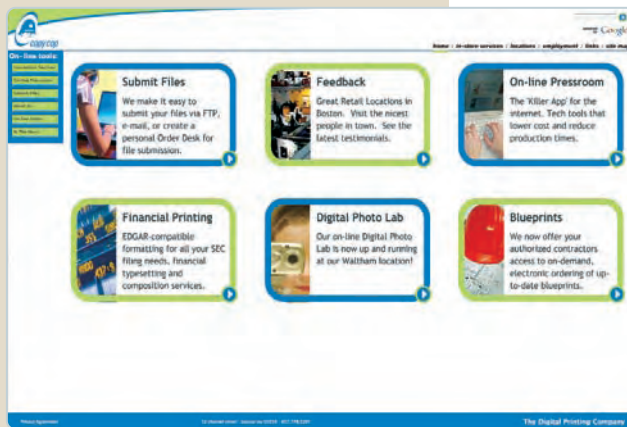 copy cop
Google
home : in-store services : locations : employment : links : site map
On-line tools:
Submit Files
We make it easy to
submit your files via FTP,
e-mail, or create a
personal Order Desk for
file submission.
Feedback
Great Retail Locations in
Boston. Visit the nicest
people in town. See the
latest testimonials.
On-line Pressroom
The 'Killer App' for the
internet. Tech tools that
lower cost and reduce
production times.
Financial Printing
EDGAR-compatible
formatting for all your SEC
filing needs, financial
typesetting and
composition services.
Digital Photo Lab
Our on-line Digital Photo
Lab is now up and running
at our Waltham location!
Blueprints
We now offer your
authorized contractors
access to on-demand,
electronic ordering of up-
to-date blueprints.
The Digital Printing Company